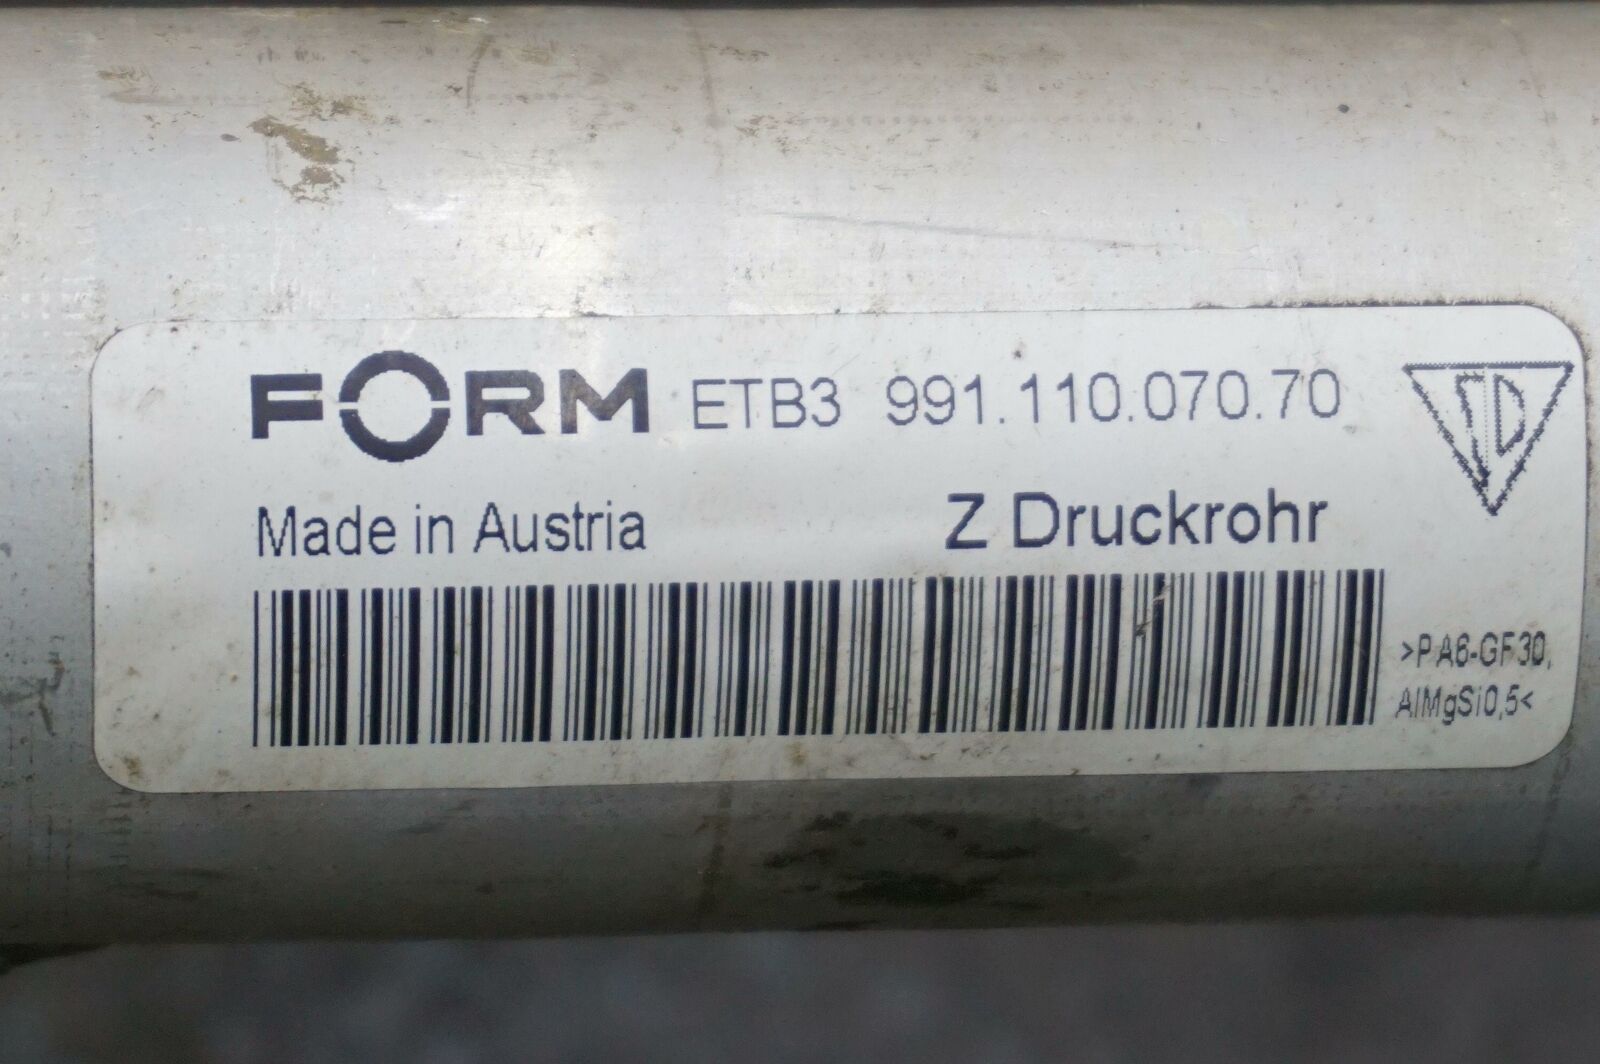 FORM ETB3 991.110.070.70
Made in Austria Z Druckrohr
>PA6-GF30,
AlMgSi0,5<